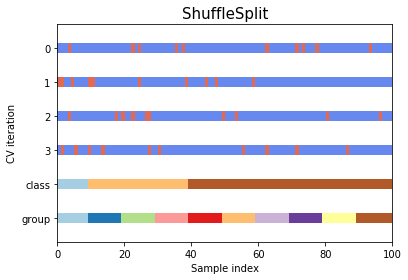 ShuffleSplit
CV iteration
0
1
2
3
class
group
0 20 40 60 80 100
Sample index